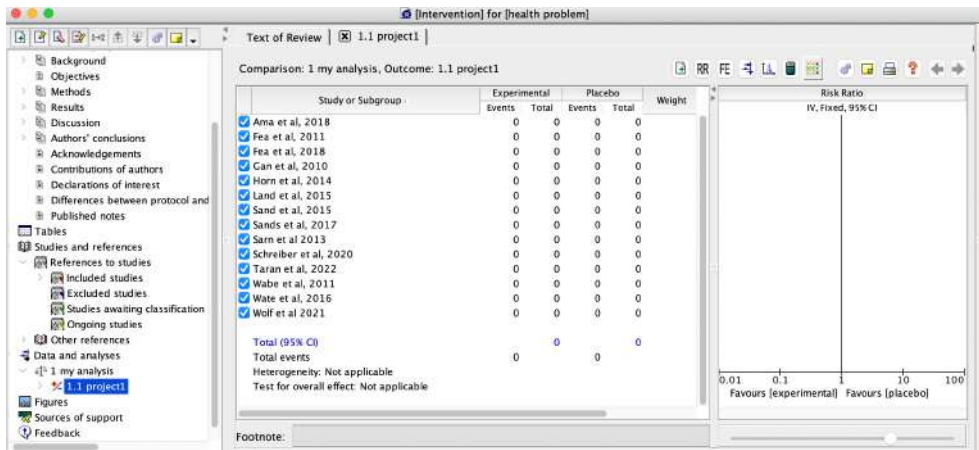 [Intervention] for [health problem]
Text of Review
1.1 project1
Background
Objectives
Methods
Results
Discussion
Authors' conclusions
Acknowledgements
Contributions of authors
Declarations of interest
Differences between protocol and
Published notes
Tables
Studies and references
References to studies
Included studies
Excluded studies
Studies awaiting classification
Ongoing studies
Other references
Data and analyses
1 my analysis
1.1 project1
Figures
Sources of support
Feedback
Comparison: 1 my analysis, Outcome: 1.1 project1
RR FE
Study or Subgroup Experimental Placebo Weight
Events Total Events Total
Ama et al, 2018 0 0 0 0
Fea et al, 2011 0 0 0 0
Fea et al, 2018 0 0 0 0
Gan et al, 2010 0 0 0 0
Horn et al, 2014 0 0 0 0
Land et al, 2015 0 0 0 0
Sand et al, 2015 0 0 0 0
Sands et al, 2017 0 0 0 0
Sarn et al 2013 0 0 0 0
Schreiber et al, 2020 0 0 0 0
Taran et al, 2022 0 0 0 0
Wabe et al, 2011 0 0 0 0
Wate et al, 2016 0 0 0 0
Wolf et al 2021 0 0 0 0
Total (95% CI) 0 0
Total events 0 0
Heterogeneity: Not applicable
Test for overall effect: Not applicable
Footnote:
Risk Ratio
IV, Fixed, 95% CI
0.01 0.1 1 10 100
Favours [experimental] Favours [placebo]